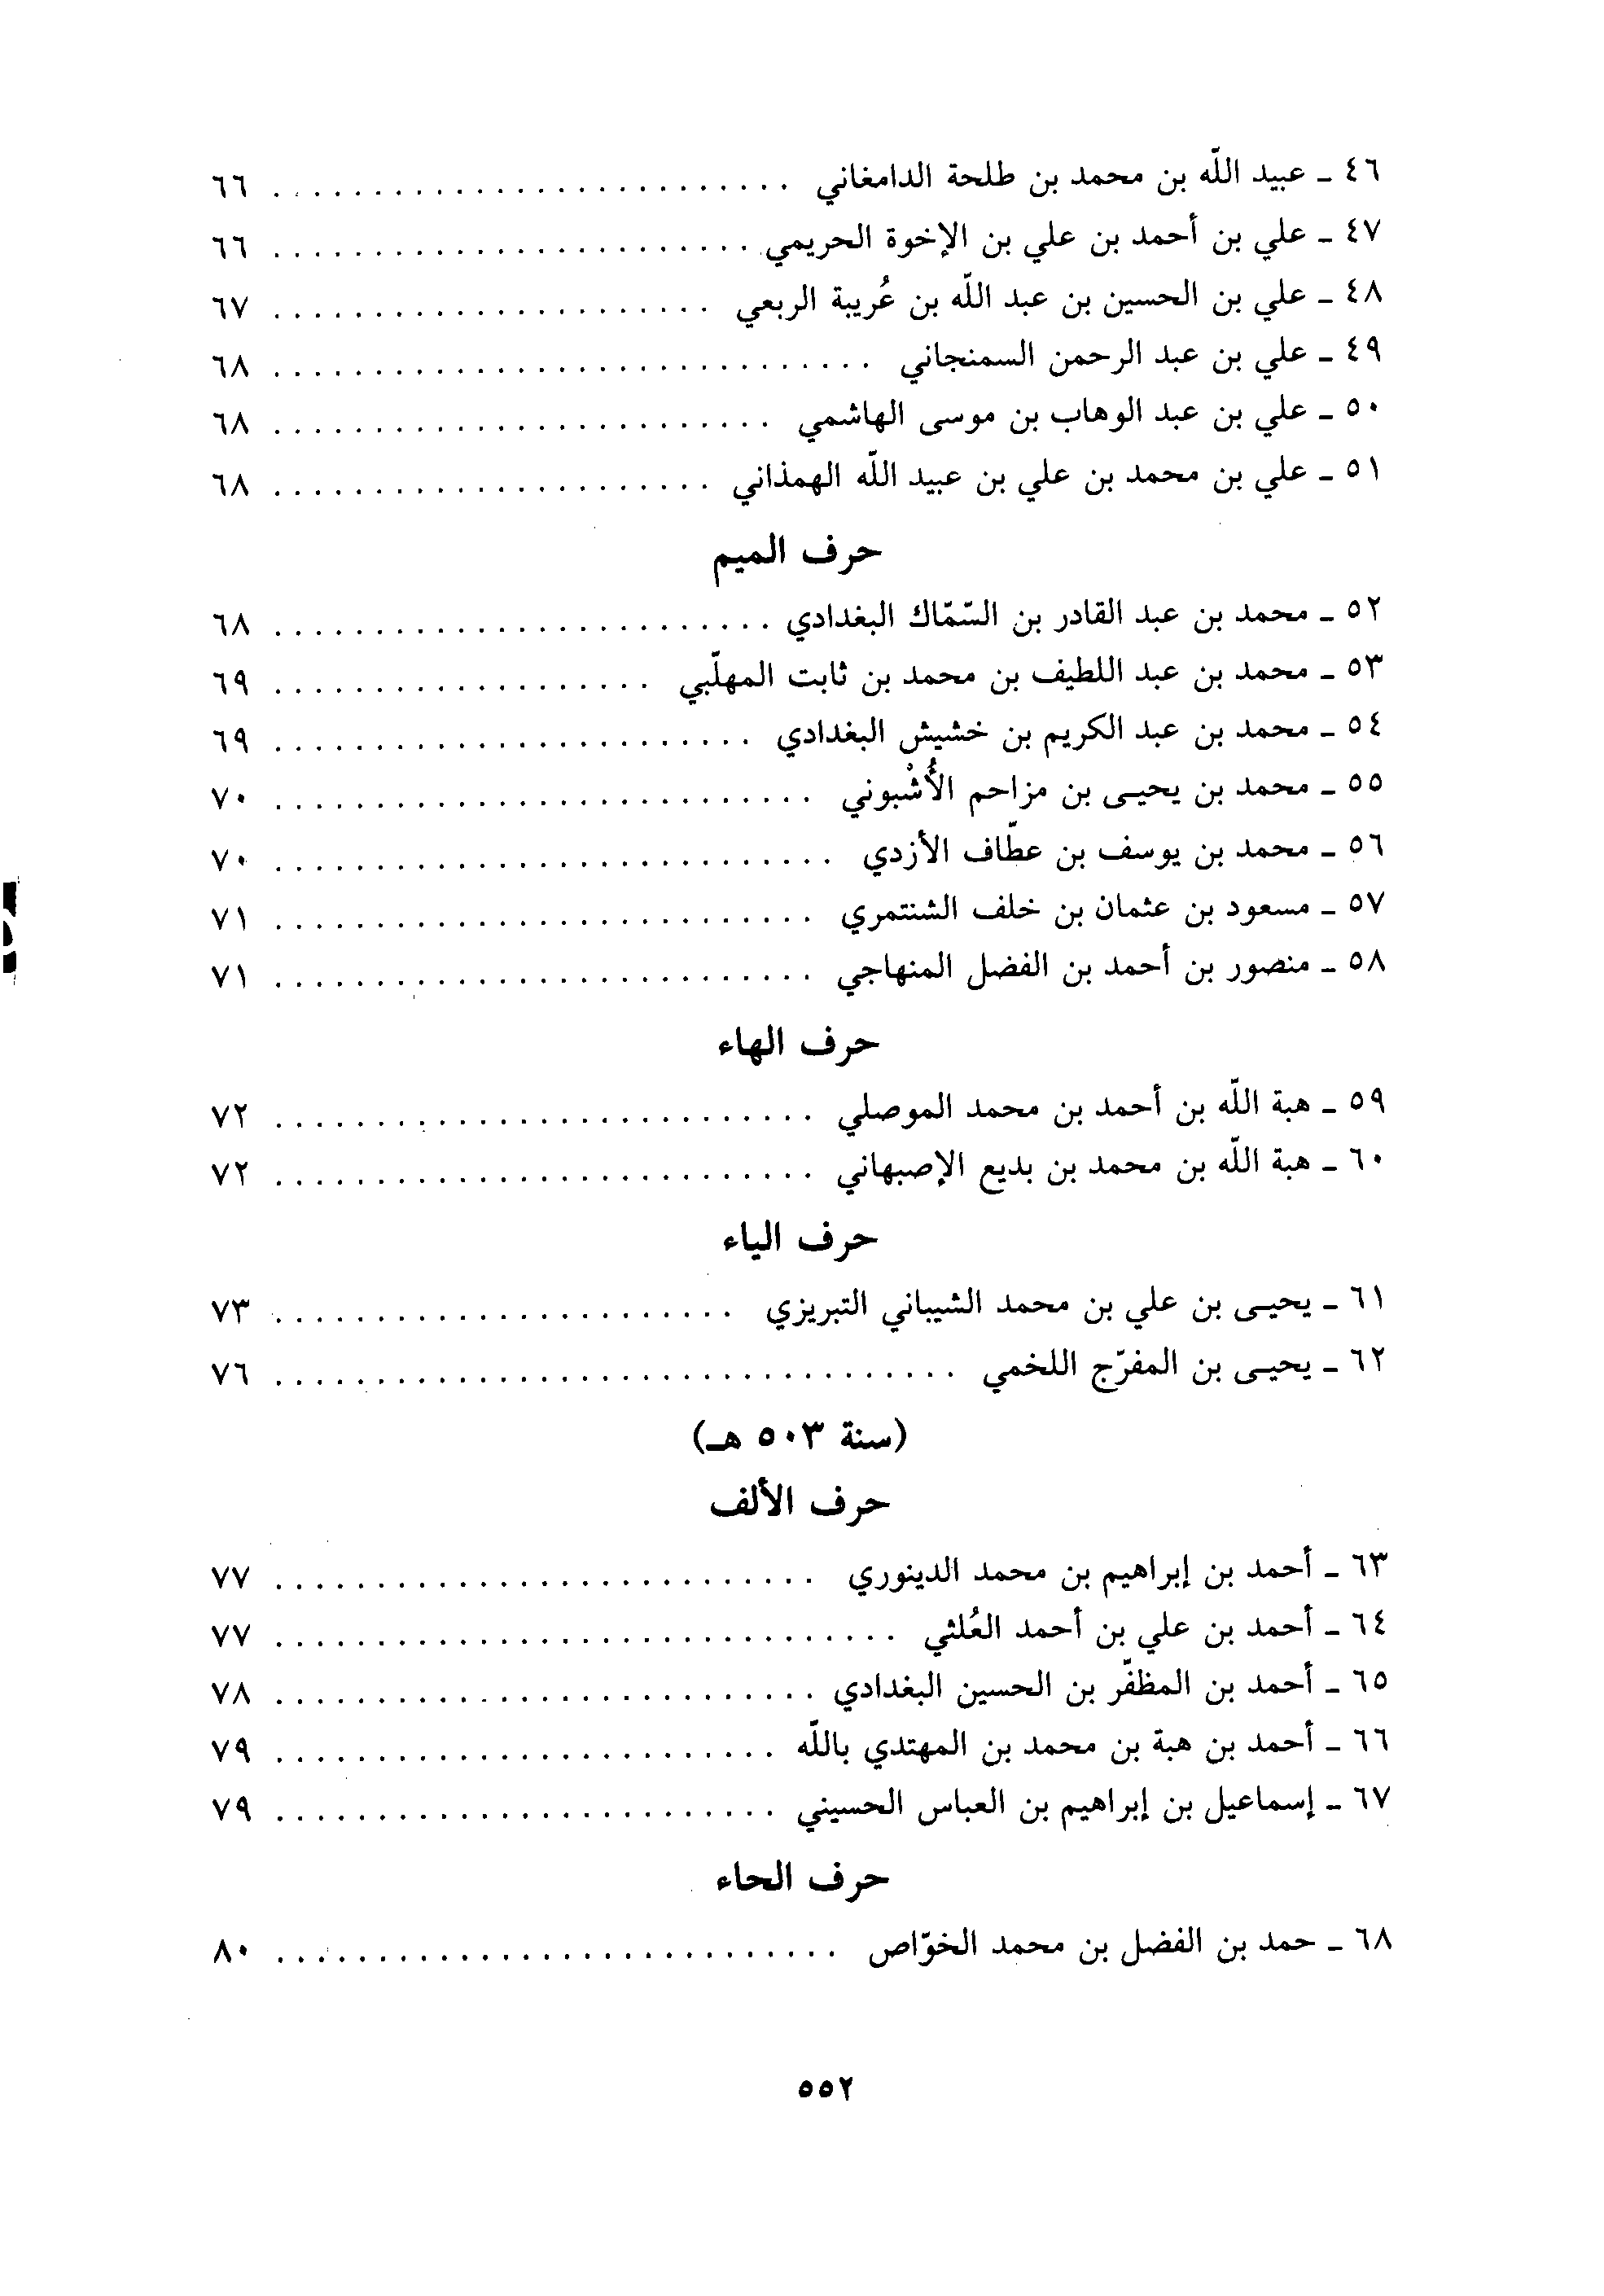 ٤٦ ـ عبيد اللّه بن محمد بن طلحة الدامغاني . . . . . . . . . . . . . . . . . . . . . . . . . ٦٦
٤٧ ـ علي بن أحمد بن علي بن الإخوة الحريمي . . . . . . . . . . . . . . . . . . . . . . . ٦٦
٤٨ ـ علي بن الحسين بن عبد اللّه بن عُريبة الربعي . . . . . . . . . . . . . . . . . . . . . ٦٧
٤٩ ـ علي بن عبد الرحمن السمنجاني . . . . . . . . . . . . . . . . . . . . . . . . . . . . . ٦٨
٥٠ ـ علي بن عبد الوهاب بن موسى الهاشمي . . . . . . . . . . . . . . . . . . . . . . . . ٦٨
٥١ ـ علي بن محمد بن علي بن عبيد اللّه الهمذاني . . . . . . . . . . . . . . . . . . . . . ٦٨
حرف الميم
٥٢ ـ محمد بن عبد القادر بن السّمّاك البغدادي . . . . . . . . . . . . . . . . . . . . . . . . ٦٨
٥٣ ـ محمد بن عبد اللطيف بن محمد بن ثابت المهلّبي . . . . . . . . . . . . . . . . . . ٦٩
٥٤ ـ محمد بن عبد الكريم بن خشيش البغدادي . . . . . . . . . . . . . . . . . . . . . . . ٦٩
٥٥ ـ محمد بن يحيـى بن مزاحم الأُشْبوني . . . . . . . . . . . . . . . . . . . . . . . . . . ٧٠
٥٦ ـ محمد بن يوسف بن عطّاف الأزدي . . . . . . . . . . . . . . . . . . . . . . . . . . . ٧٠
٥٧ ـ مسعود بن عثمان بن خلف الشنتمري . . . . . . . . . . . . . . . . . . . . . . . . . . ٧١
٥٨ ـ منصور بن أحمد بن الفضل المنهاجي . . . . . . . . . . . . . . . . . . . . . . . . . . ٧١
حرف الهاء
٥٩ ـ هبة اللّه بن أحمد بن محمد الموصلي . . . . . . . . . . . . . . . . . . . . . . . . . . ٧٢
٦٠ ـ هبة اللّه بن محمد بن بديع الإصبهاني . . . . . . . . . . . . . . . . . . . . . . . . . . ٧٢
حرف الياء
٦١ ـ يحيـى بن علي بن محمد الشيباني التبريزي . . . . . . . . . . . . . . . . . . . . . . ٧٣
٦٢ ـ يحيـى بن المفرّج اللخمي . . . . . . . . . . . . . . . . . . . . . . . . . . . . . . . . . ٧٦
(سنة ٥٠٣ هـ)
حرف الألف
٦٣ ـ أحمد بن إبراهيم بن محمد الدينوري . . . . . . . . . . . . . . . . . . . . . . . . . . ٧٧
٦٤ ـ أحمد بن علي بن أحمد العُلثي . . . . . . . . . . . . . . . . . . . . . . . . . . . . . . ٧٧
٦٥ ـ أحمد بن المظفّر بن الحسين البغدادي . . . . . . . . . . . . . . . . . . . . . . . . . . ٧٨
٦٦ ـ أحمد بن هبة بن محمد بن المهتدي باللّه . . . . . . . . . . . . . . . . . . . . . . . . ٧٩
٦٧ ـ إسماعيل بن إبراهيم بن العباس الحسيني . . . . . . . . . . . . . . . . . . . . . . . . ٧٩
حرف الحاء
٦٨ ـ حمد بن الفضل بن محمد الخوّاص . . . . . . . . . . . . . . . . . . . . . . . . . . . ٨٠
٥٥٢